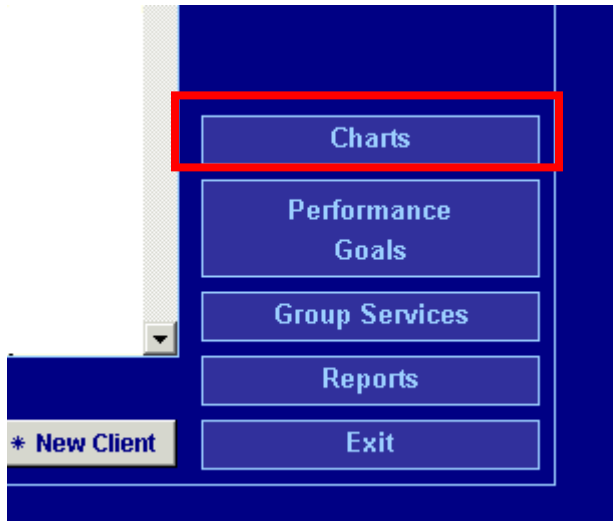 Charts
Performance
Goals
Group Services
Reports
* New Client
Exit